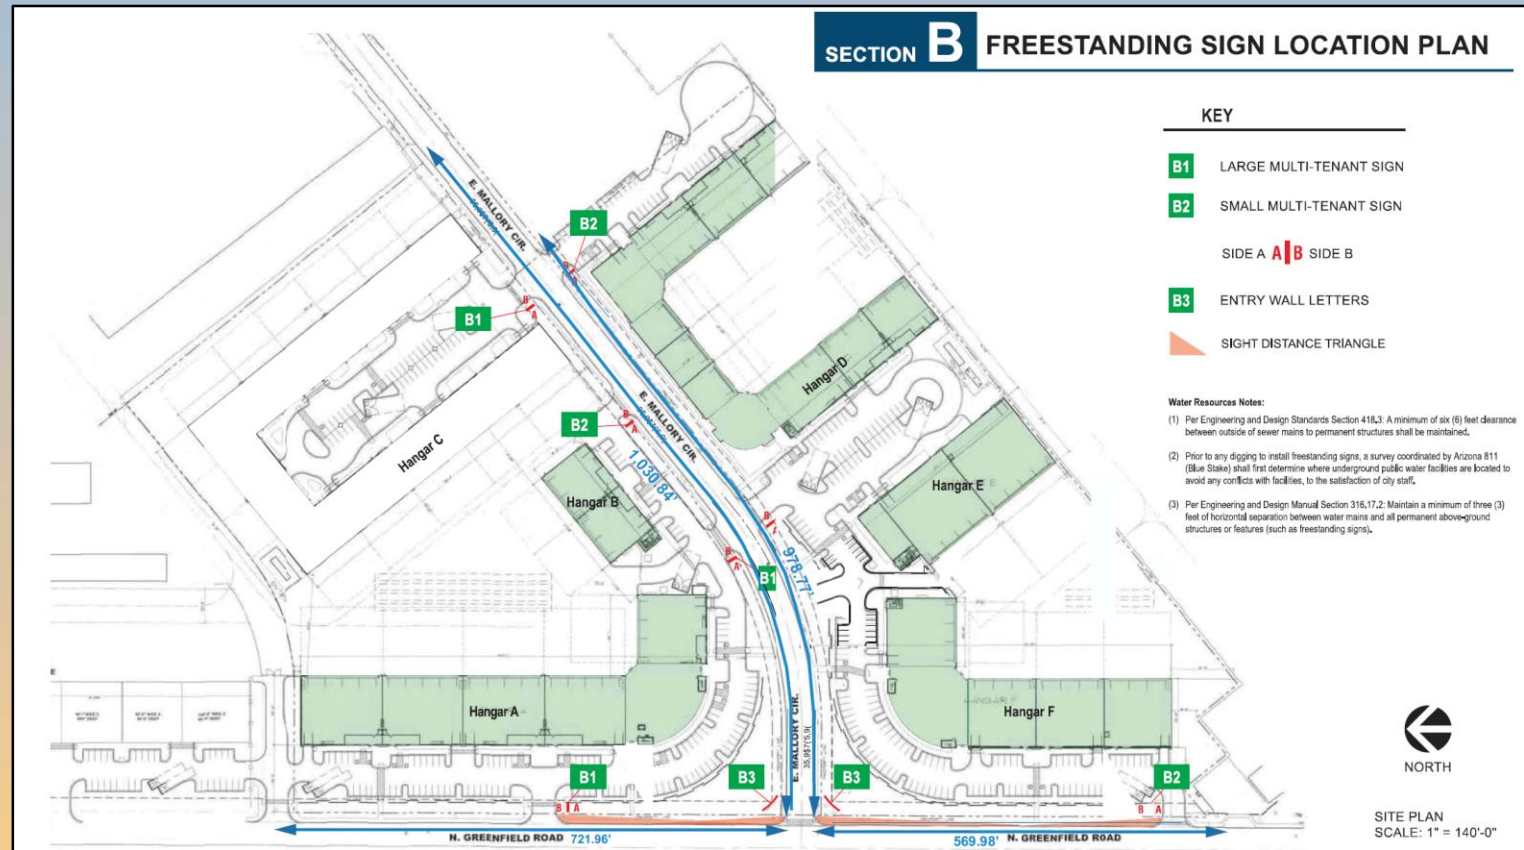 SECTION B FREESTANDING SIGN LOCATION PLAN
KEY
B1 LARGE MULTI-TENANT SIGN
B2 SMALL MULTI-TENANT SIGN
SIDE A A B SIDE B
B3 ENTRY WALL LETTERS
SIGHT DISTANCE TRIANGLE
Water Resources Notes:
(1) Per Engineering and Design Standards Section 418.3: A minimum of six (6) feet clearance
between outside of sewer mains to permanent structures shall be maintained.
(2) Prior to any digging to install freestanding signs, a survey coordinated by Arizona 811
(Blue Stake) shall first determine where underground public water facilities are located to
avoid any conflicts with facilities, to the satisfaction of city staff.
(3) Per Engineering and Design Manual Section 316.17.2: Maintain a minimum of three (3)
feet of horizontal separation between water mains and all permanent above-ground
structures or features (such as freestanding signs).
E. MALLORY CIR.
B2
B A
B1
B A
Hangar D
E. MALLORY CIR.
B2
B A
Hangar C
1,030.84'
Hangar B
Hangar E
B A
978.77'
B A
B1
Hangar A
Hangar F
E. MALLORY CIR.
B1
B A
B3
B3
B2
B A
N. GREENFIELD ROAD 721.96'
569.98' N. GREENFIELD ROAD
NORTH
SITE PLAN
SCALE: 1" = 140'-0"